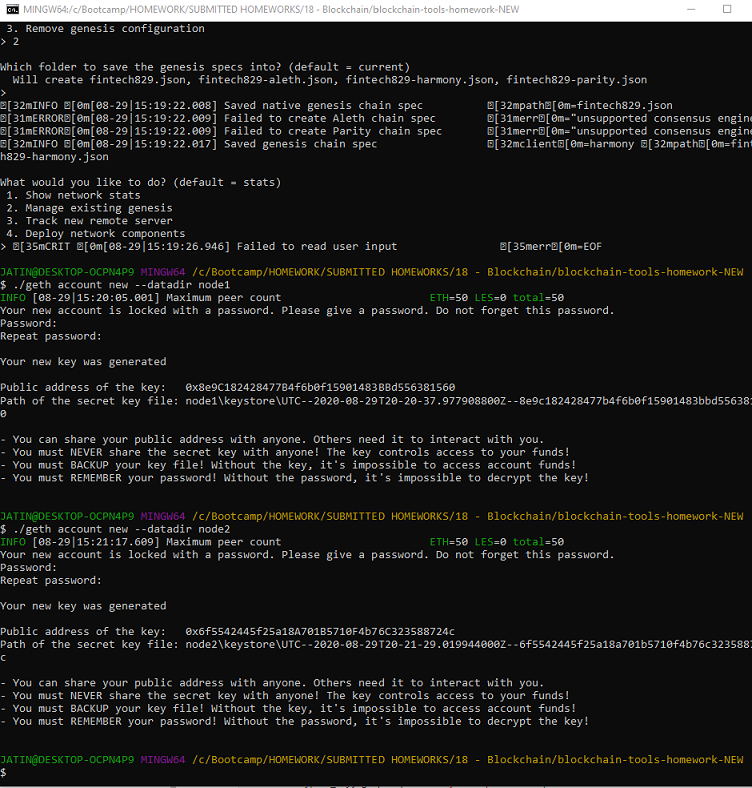 MINGW64:/c/Bootcamp/HOMEWORK/SUBMITTED HOMEWORKS/18 - Blockchain/blockchain-tools-homework-NEW
3. Remove genesis configuration
> 2
Which folder to save the genesis specs into? (default = current)
Will create fintech829.json, fintech829-aleth.json, fintech829-harmony.json, fintech829-parity.json
>
[32mINFO [0m[08-29|15:19:22.008] Saved native genesis chain spec [32mpath[0m=fintech829.json
[31mERROR[0m[08-29|15:19:22.009] Failed to create Aleth chain spec [31merr[0m="unsupported consensus engine
[31mERROR[0m[08-29|15:19:22.009] Failed to create Parity chain spec [31merr[0m="unsupported consensus engine
[32mINFO [0m[08-29|15:19:22.017] Saved genesis chain spec [32mclient[0m=harmony [32mpath[0m=fint
h829-harmony.json
What would you like to do? (default = stats)
1. Show network stats
2. Manage existing genesis
3. Track new remote server
4. Deploy network components
> [35mCRIT [0m[08-29|15:19:26.946] Failed to read user input [35merr[0m=EOF
JATIN@DESKTOP-OCPN4P9 MINGW64 /c/Bootcamp/HOMEWORK/SUBMITTED HOMEWORKS/18 - Blockchain/blockchain-tools-homework-NEW
$ ./geth account new --datadir node1
INFO [08-29|15:20:05.001] Maximum peer count ETH=50 LES=0 total=50
Your new account is locked with a password. Please give a password. Do not forget this password.
Password:
Repeat password:
Your new key was generated
Public address of the key: 0x8e9C182428477B4f6b0f15901483BBd556381560
Path of the secret key file: node1\keystore\UTC--2020-08-29T20-20-37.977908800Z--8e9c182428477b4f6b0f15901483bbd55638156
0
- You can share your public address with anyone. Others need it to interact with you.
- You must NEVER share the secret key with anyone! The key controls access to your funds!
- You must BACKUP your key file! Without the key, it's impossible to access account funds!
- You must REMEMBER your password! Without the password, it's impossible to decrypt the key!
JATIN@DESKTOP-OCPN4P9 MINGW64 /c/Bootcamp/HOMEWORK/SUBMITTED HOMEWORKS/18 - Blockchain/blockchain-tools-homework-NEW
$ ./geth account new --datadir node2
INFO [08-29|15:21:17.609] Maximum peer count ETH=50 LES=0 total=50
Your new account is locked with a password. Please give a password. Do not forget this password.
Password:
Repeat password:
Your new key was generated
Public address of the key: 0x6f5542445f25a18A701B5710F4b76C323588724c
Path of the secret key file: node2\keystore\UTC--2020-08-29T20-21-29.019944000Z--6f5542445f25a18a701b5710f4b76c323588
c
- You can share your public address with anyone. Others need it to interact with you.
- You must NEVER share the secret key with anyone! The key controls access to your funds!
- You must BACKUP your key file! Without the key, it's impossible to access account funds!
- You must REMEMBER your password! Without the password, it's impossible to decrypt the key!
JATIN@DESKTOP-OCPN4P9 MINGW64 /c/Bootcamp/HOMEWORK/SUBMITTED HOMEWORKS/18 - Blockchain/blockchain-tools-homework-NEW
$